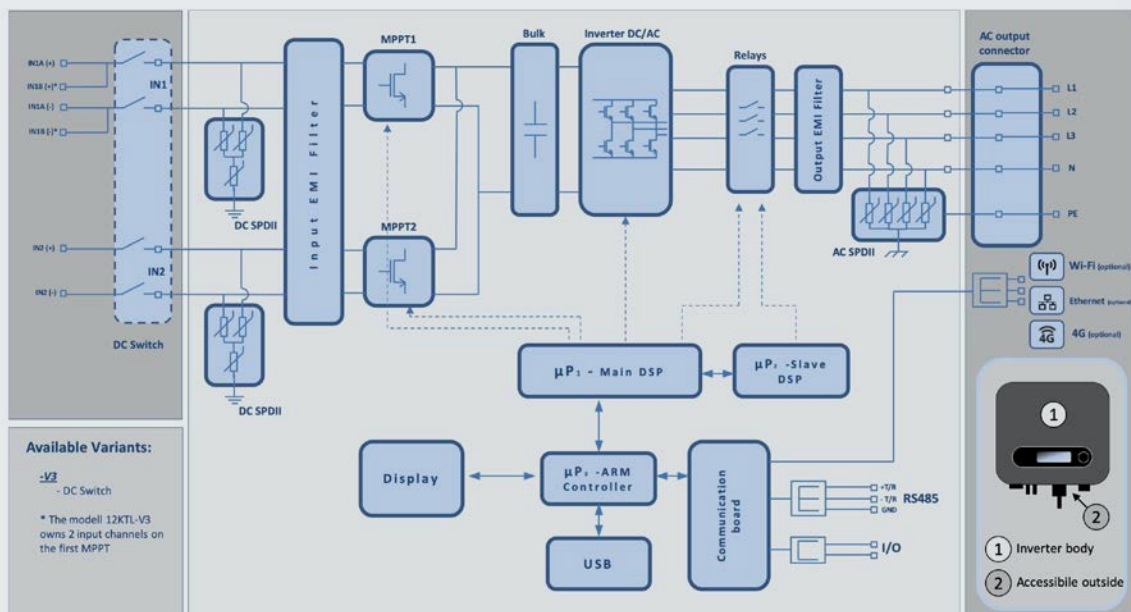 MPPT1
Bulk
Inverter DC/AC
Relays
AC output
connector
IN1A (+)
IN1B (+)*
IN1A (-)
IN1B (-)*
IN1
DC SPDII
Input EMI Filter
Output EMI Filter
L1
L2
L3
N
PE
AC SPDII
MPPT2
IN2 (+)
IN2 (-)
IN2
DC Switch
DC SPDII
Wi-Fi (optional)
Ethernet (optional)
4G
4G (optional)
µP₁ - Main DSP
µP₂ -Slave
DSP
Available Variants:
-V3
- DC Switch
* The modell 12KTL-V3
owns 2 input channels on
the first MPPT
Display
-ARM
Controller
USB
Communication
board
+T/R
- T/R
GND
RS485
I/O
1
2
1 Inverter body
2 Accessibile outside